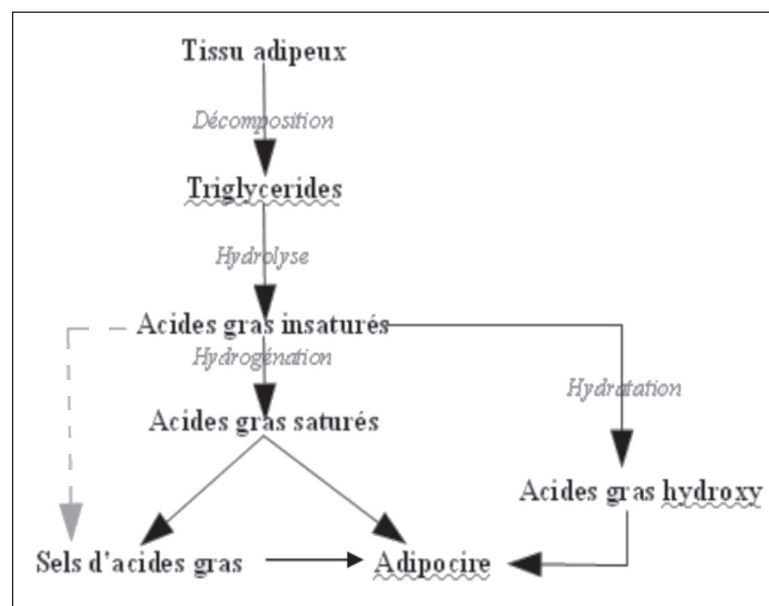 Tissu adipeux
Décomposition
Triglycerides
Hydrolyse
Acides gras insaturés
Hydrogénation
Hydratation
Acides gras saturés
Acides gras hydroxy
Sels d'acides gras
Adipocire